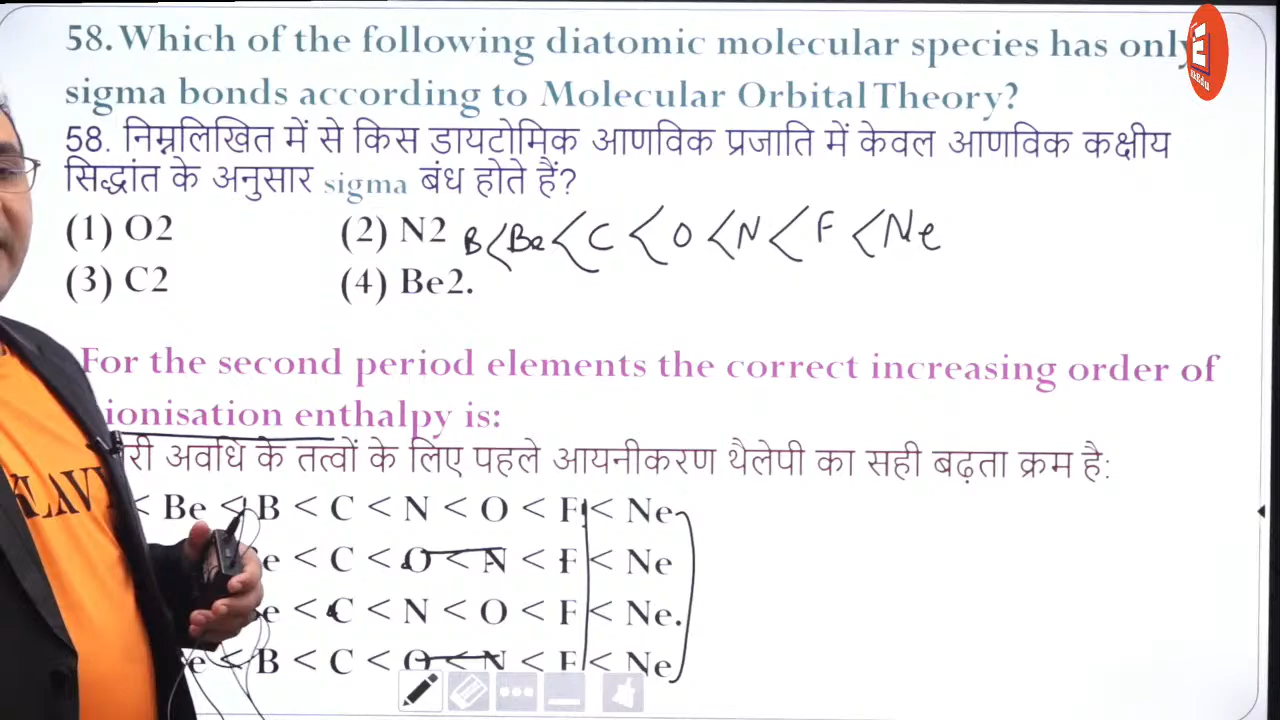 58. Which of the following diatomic molecular species has only
sigma bonds according to Molecular Orbital Theory?
58. निम्नलिखित में से किस डायटोमिक आणविक प्रजाति में केवल आणविक कक्षीय
सिद्धांत के अनुसार sigma बंध होते हैं?
(1) O2 (2) N2 B < Be < C < O < N < F < Ne
(3) C2 (4) Be2.
For the second period elements the correct increasing order of
ionisation enthalpy is:
री अवधि के तत्वों के लिए पहले आयनीकरण थैलेपी का सही बढ़ता क्रम है:
< Be < B < C < N < O < F < Ne
e < C < O < N < F < Ne
e < C < N < O < F < Ne.
e < B < C < O < N < F < Ne